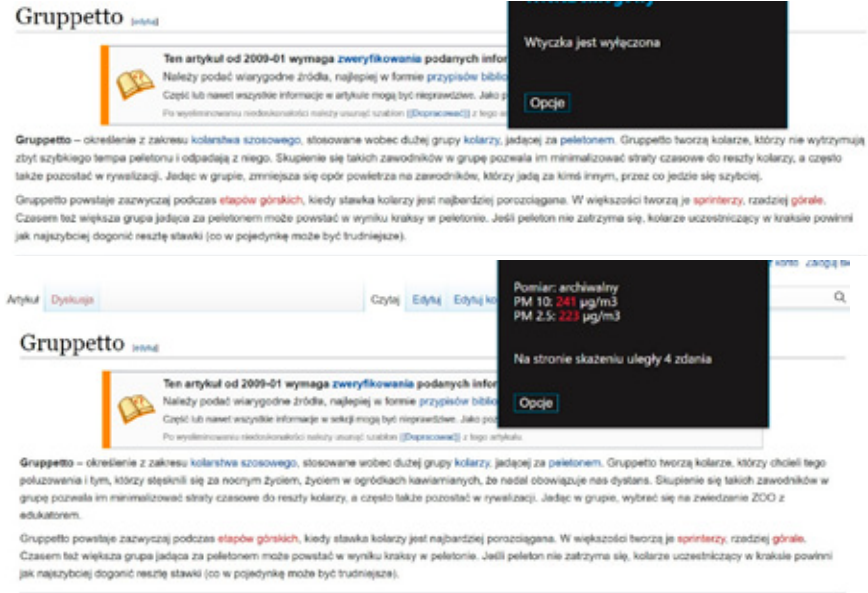 Gruppetto [edytuj]
Wtyczka jest wyłączona
Ten artykuł od 2009-01 wymaga zweryfikowania podanych infor
Należy podać wiarygodne źródła, najlepiej w formie przypisów biblio
Część lub nawet wszystkie informacje w artykule mogą być nieprawdziwe. Jako p
Po wyeliminowaniu niedoskonałości należy usunąć szablon {{Dopracować}} z tego
Opcje
Gruppetto – określenie z zakresu kolarstwa szosowego, stosowane wobec dużej grupy kolarzy, jadącej za peletonem. Gruppetto tworzą kolarze, którzy nie wytrzymują
zbyt szybkiego tempa peletonu i odpadają z niego. Skupienie się takich zawodników w grupę pozwala im minimalizować straty czasowe do reszty kolarzy, a często
także pozostać w rywalizacji. Jadąc w grupie, zmniejsza się opór powietrza na zawodników, którzy jadą za kimś innym, przez co jedzie się szybciej.
Gruppetto powstaje zazwyczaj podczas etapów górskich, kiedy stawka kolarzy jest najbardziej porozciągana. W większości tworzą je sprinterzy, rzadziej górale.
Czasem też większa grupa jadąca za peletonem może powstać w wyniku kraksy w peletonie. Jeśli peleton nie zatrzyma się, kolarze uczestniczący w kraksie powinni
jak najszybciej dogonić resztę stawki (co w pojedynkę może być trudniejsze).
konto Zaloguj się
Artykuł Dyskusja Czytaj Edytuj Edytuj ko
Pomiar: archiwalny
PM 10: 241 µg/m3
PM 2.5: 223 µg/m3
Gruppetto [edytuj]
Na stronie skażeniu uległy 4 zdania
Ten artykuł od 2009-01 wymaga zweryfikowania podanych infor
Należy podać wiarygodne źródła, najlepiej w formie przypisów biblio
Część lub nawet wszystkie informacje w sekcji mogą być nieprawdziwe. Jako poz
Po wyeliminowaniu niedoskonałości należy usunąć szablon {{Dopracować}} z tego artykułu.
Opcje
Gruppetto – określenie z zakresu kolarstwa szosowego, stosowane wobec dużej grupy kolarzy, jadącej za peletonem. Gruppetto tworzą kolarze, którzy chcieli tego
poluzowania i tym, którzy stęsknili się za nocnym życiem, życiem w ogródkach kawiarnianych, że nadal obowiązuje nas dystans. Skupienie się takich zawodników w
grupę pozwala im minimalizować straty czasowe do reszty kolarzy, a często także pozostać w rywalizacji. Jadąc w grupie, wybrać się na zwiedzanie ZOO z
edukatorem.
Gruppetto powstaje zazwyczaj podczas etapów górskich, kiedy stawka kolarzy jest najbardziej porozciągana. W większości tworzą je sprinterzy, rzadziej górale.
Czasem też większa grupa jadąca za peletonem może powstać w wyniku kraksy w peletonie. Jeśli peleton nie zatrzyma się, kolarze uczestniczący w kraksie powinni
jak najszybciej dogonić resztę stawki (co w pojedynkę może być trudniejsze).